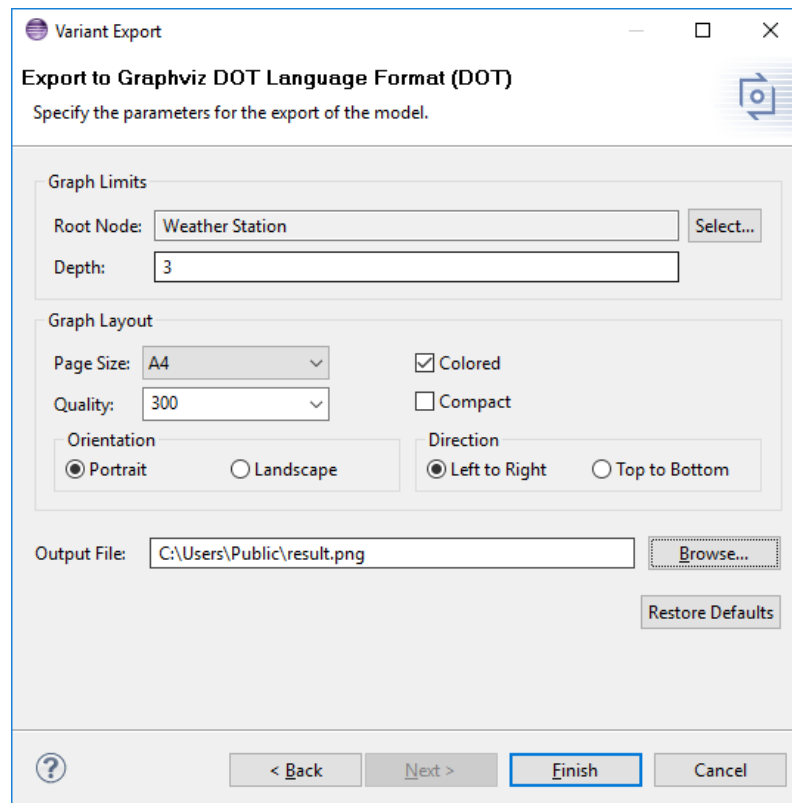 Variant Export
Export to Graphviz DOT Language Format (DOT)
Specify the parameters for the export of the model.
Graph Limits
Root Node: Weather Station Select...
Depth: 3
Graph Layout
Page Size: A4 Colored
Quality: 300 Compact
Orientation Direction
Portrait Landscape Left to Right Top to Bottom
Output File: C:\Users\Public\result.png Browse...
Restore Defaults
? < Back Next > Finish Cancel